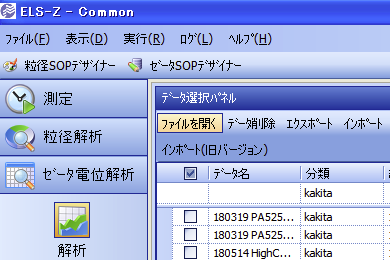 ELS-Z - Common
ﾌｧｲﾙ(F) 表示(D) 実行(R) ﾛｸﾞ(L) ﾍﾙﾌﾟ(H)
粒径SOPﾃﾞｻﾞｲﾅｰ ｾﾞｰﾀSOPﾃﾞｻﾞｲﾅｰ
測定
粒径解析
ｾﾞｰﾀ電位解析
解析
ﾃﾞｰﾀ選択ﾊﾟﾈﾙ
ﾌｧｲﾙを開く ﾃﾞｰﾀ削除 ｴｸｽﾎﾟｰﾄ ｲﾝﾎﾟｰﾄ
ｲﾝﾎﾟｰﾄ(旧ﾊﾞｰｼﾞｮﾝ)
ﾃﾞｰﾀ名 分類
kakita
180319 PA525... kakita
180319 PA525... kakita
180514 HighC... kakita